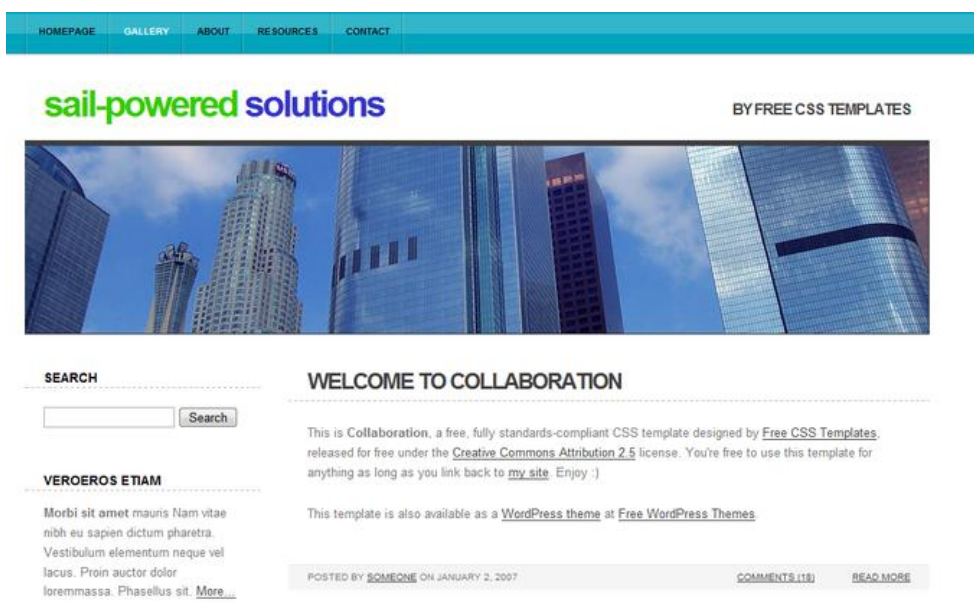 HOMEPAGE GALLERY ABOUT RESOURCES CONTACT
sail-powered solutions
BY FREE CSS TEMPLATES
SEARCH
Search
VEROEROS ETIAM
Morbi sit amet mauris Nam vitae
nibh eu sapien dictum pharetra.
Vestibulum elementum neque vel
lacus. Proin auctor dolor
loremmassa. Phasellus sit. More...
WELCOME TO COLLABORATION
This is Collaboration, a free, fully standards-compliant CSS template designed by Free CSS Templates,
released for free under the Creative Commons Attribution 2.5 license. You're free to use this template for
anything as long as you link back to my site. Enjoy :)
This template is also available as a WordPress theme at Free WordPress Themes.
POSTED BY SOMEONE ON JANUARY 2, 2007 COMMENTS (18) READ MORE